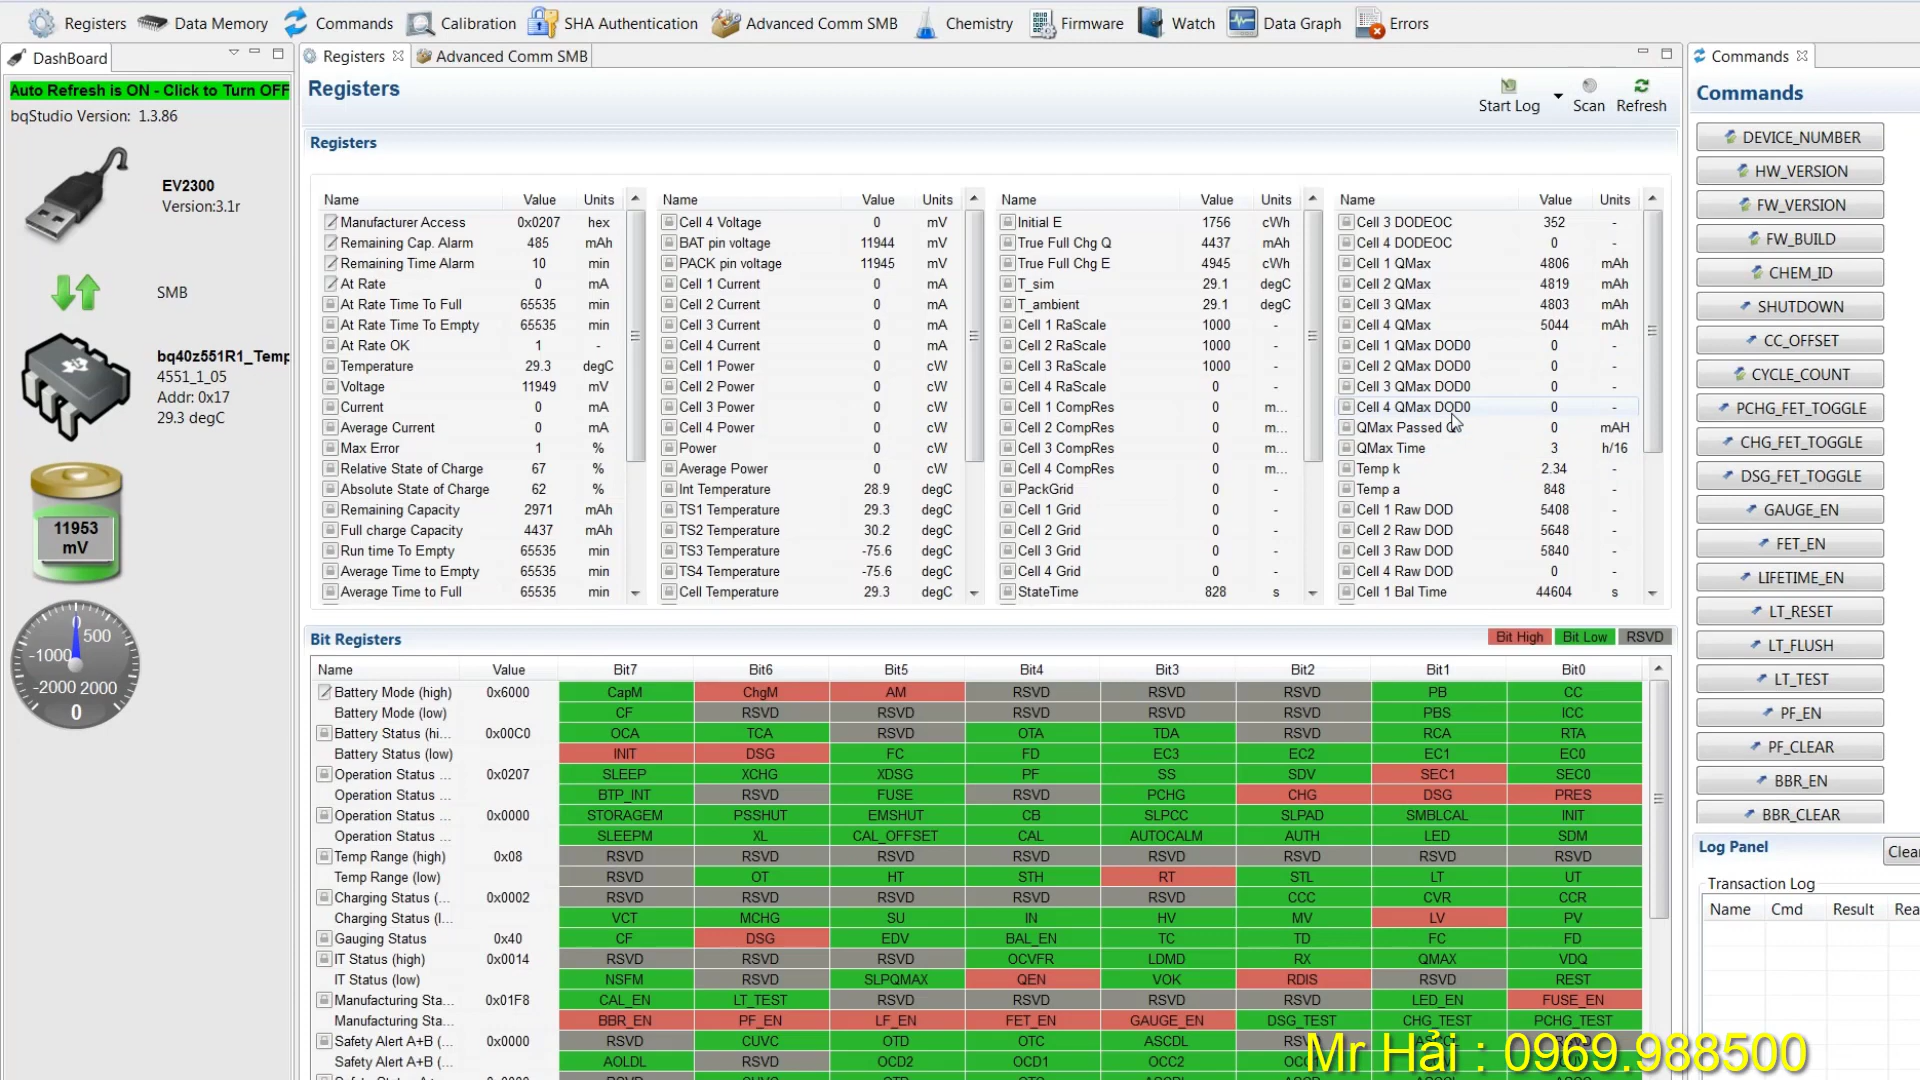 Registers Data Memory Commands Calibration SHA Authentication Advanced Comm SMB Chemistry Firmware Watch Data Graph Errors
DashBoard
Auto Refresh is ON - Click to Turn OFF
bqStudio Version: 1.3.86
EV2300
Version:3.1r
SMB
bq40z551R1_Temp
4551_1_05
Addr: 0x17
29.3 degC
11953
mV
0
500
-1000
-2000 2000
0
Registers Advanced Comm SMB
Registers
Start Log Scan Refresh
Registers
Name Value Units
Manufacturer Access 0x0207 hex
Remaining Cap. Alarm 485 mAh
Remaining Time Alarm 10 min
At Rate 0 mA
At Rate Time To Full 65535 min
At Rate Time To Empty 65535 min
At Rate OK 1 -
Temperature 29.3 degC
Voltage 11949 mV
Current 0 mA
Average Current 0 mA
Max Error 1 %
Relative State of Charge 67 %
Absolute State of Charge 62 %
Remaining Capacity 2971 mAh
Full charge Capacity 4437 mAh
Run time To Empty 65535 min
Average Time to Empty 65535 min
Average Time to Full 65535 min
Name Value Units
Cell 4 Voltage 0 mV
BAT pin voltage 11944 mV
PACK pin voltage 11945 mV
Cell 1 Current 0 mA
Cell 2 Current 0 mA
Cell 3 Current 0 mA
Cell 4 Current 0 mA
Cell 1 Power 0 cW
Cell 2 Power 0 cW
Cell 3 Power 0 cW
Cell 4 Power 0 cW
Power 0 cW
Average Power 0 cW
Int Temperature 28.9 degC
TS1 Temperature 29.3 degC
TS2 Temperature 30.2 degC
TS3 Temperature -75.6 degC
TS4 Temperature -75.6 degC
Cell Temperature 29.3 degC
Name Value Units
Initial E 1756 cWh
True Full Chg Q 4437 mAh
True Full Chg E 4945 cWh
T_sim 29.1 degC
T_ambient 29.1 degC
Cell 1 RaScale 1000 -
Cell 2 RaScale 1000 -
Cell 3 RaScale 1000 -
Cell 4 RaScale 0 -
Cell 1 CompRes 0 m...
Cell 2 CompRes 0 m...
Cell 3 CompRes 0 m...
Cell 4 CompRes 0 m...
PackGrid 0 -
Cell 1 Grid 0 -
Cell 2 Grid 0 -
Cell 3 Grid 0 -
Cell 4 Grid 0 -
StateTime 828 s
Name Value Units
Cell 3 DODEOC 352 -
Cell 4 DODEOC 0 -
Cell 1 QMax 4806 mAh
Cell 2 QMax 4819 mAh
Cell 3 QMax 4803 mAh
Cell 4 QMax 5044 mAh
Cell 1 QMax DOD0 0 -
Cell 2 QMax DOD0 0 -
Cell 3 QMax DOD0 0 -
Cell 4 QMax DOD0 0 -
QMax Passed Q 0 mAH
QMax Time 3 h/16
Temp k 2.34 -
Temp a 848 -
Cell 1 Raw DOD 5408 -
Cell 2 Raw DOD 5648 -
Cell 3 Raw DOD 5840 -
Cell 4 Raw DOD 0 -
Cell 1 Bal Time 44604 s
Bit Registers Bit High Bit Low RSVD
Name Value Bit7 Bit6 Bit5 Bit4 Bit3 Bit2 Bit1 Bit0
Battery Mode (high) 0x6000 CapM ChgM AM RSVD RSVD RSVD PB CC
Battery Mode (low) CF RSVD RSVD RSVD RSVD RSVD PBS ICC
Battery Status (hi... 0x00C0 OCA TCA RSVD OTA TDA RSVD RCA RTA
Battery Status (low) INIT DSG FC FD EC3 EC2 EC1 EC0
Operation Status ... 0x0207 SLEEP XCHG XDSG PF SS SDV SEC1 SEC0
Operation Status ... BTP_INT RSVD FUSE RSVD PCHG CHG DSG PRES
Operation Status ... 0x0000 STORAGEM PSSHUT EMSHUT CB SLPCC SLPAD SMBLCAL INIT
Operation Status ... SLEEPM XL CAL_OFFSET CAL AUTOCALM AUTH LED SDM
Temp Range (high) 0x08 RSVD RSVD RSVD RSVD RSVD RSVD RSVD RSVD
Temp Range (low) RSVD OT HT STH RT STL LT UT
Charging Status (... 0x0002 RSVD RSVD RSVD RSVD RSVD CCC CVR CCR
Charging Status (l... VCT MCHG SU IN HV MV LV PV
Gauging Status 0x40 CF DSG EDV BAL_EN TC TD FC FD
IT Status (high) 0x0014 RSVD RSVD RSVD OCVFR LDMD RX QMAX VDQ
IT Status (low) NSFM RSVD SLPQMAX QEN VOK RDIS RSVD REST
Manufacturing Sta... 0x01F8 CAL_EN LT_TEST RSVD RSVD RSVD RSVD LED_EN FUSE_EN
Manufacturing Sta... BBR_EN PF_EN LF_EN FET_EN GAUGE_EN DSG_TEST CHG_TEST PCHG_TEST
Safety Alert A+B (... 0x0000 RSVD CUVC OTD OTC ASCDL
Safety Alert A+B (... AOLDL RSVD OCD2 OCD1 OCC2
Commands
Commands
DEVICE_NUMBER
HW_VERSION
FW_VERSION
FW_BUILD
CHEM_ID
SHUTDOWN
CC_OFFSET
CYCLE_COUNT
PCHG_FET_TOGGLE
CHG_FET_TOGGLE
DSG_FET_TOGGLE
GAUGE_EN
FET_EN
LIFETIME_EN
LT_RESET
LT_FLUSH
LT_TEST
PF_EN
PF_CLEAR
BBR_EN
BBR_CLEAR
Log Panel Clear
Transaction Log
Name Cmd Result Rea
Mr Hải : 0969.988500